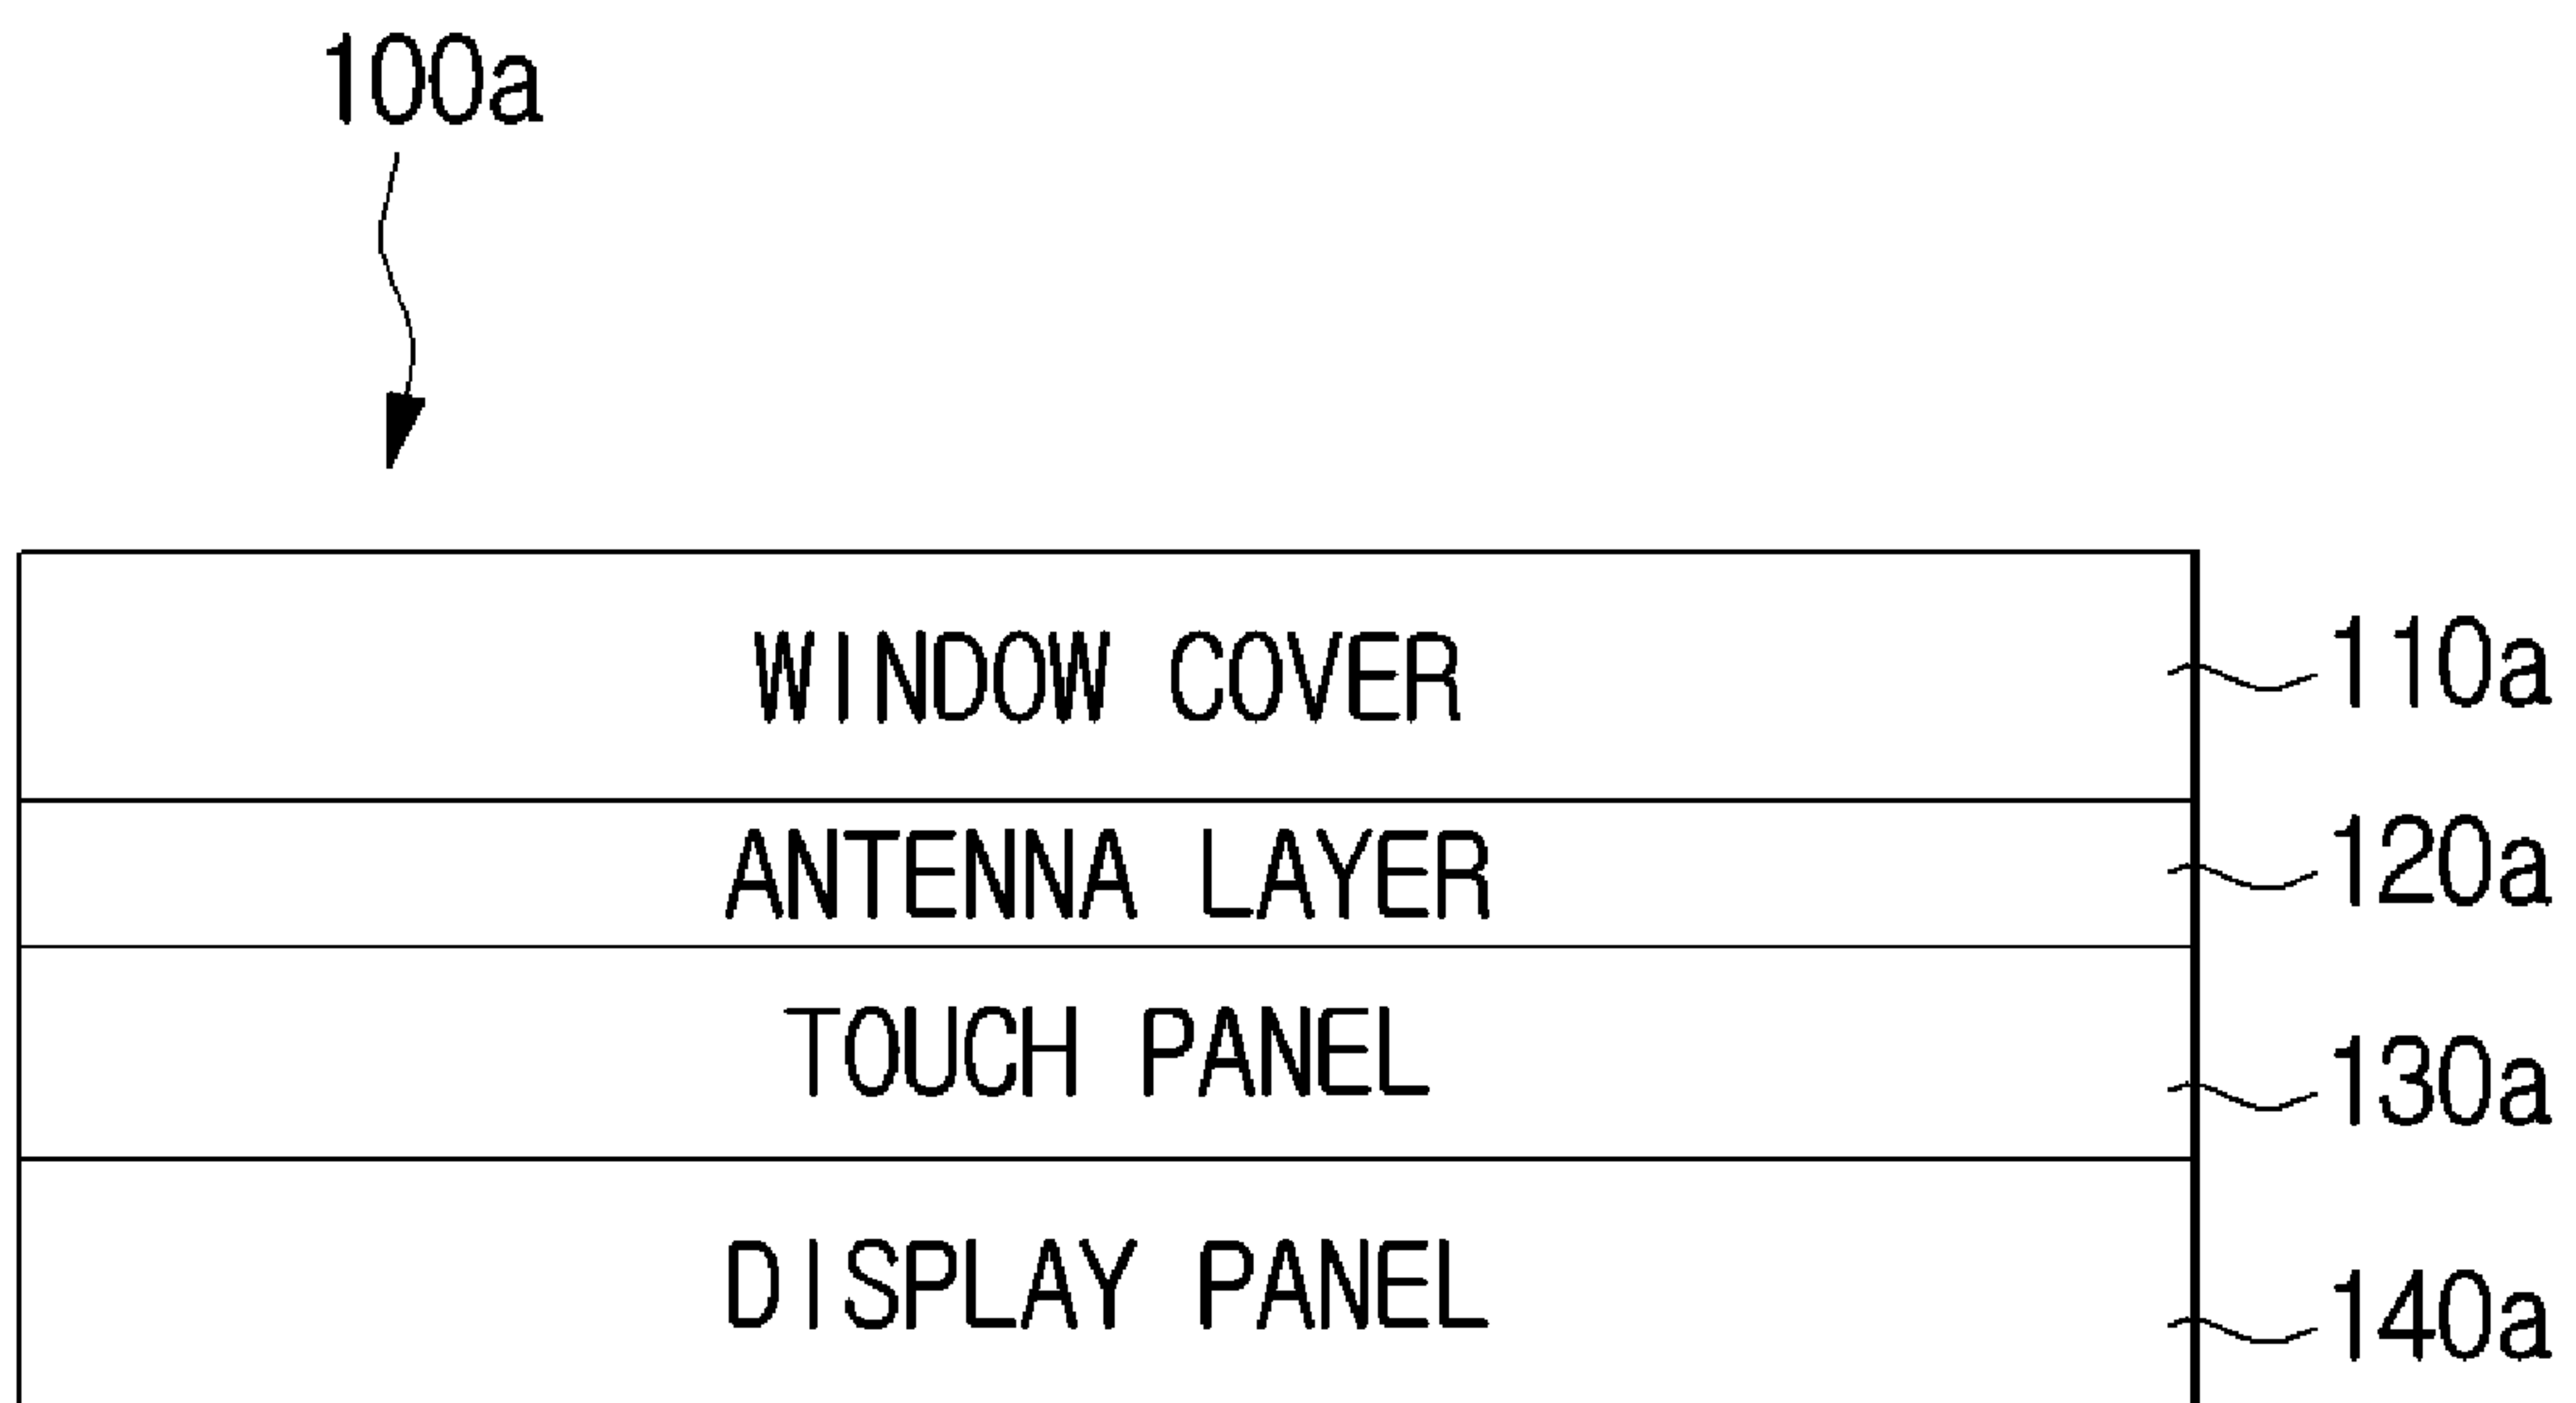 100a
WINDOW COVER 110a
ANTENNA LAYER 120a
TOUCH PANEL 130a
DISPLAY PANEL 140a